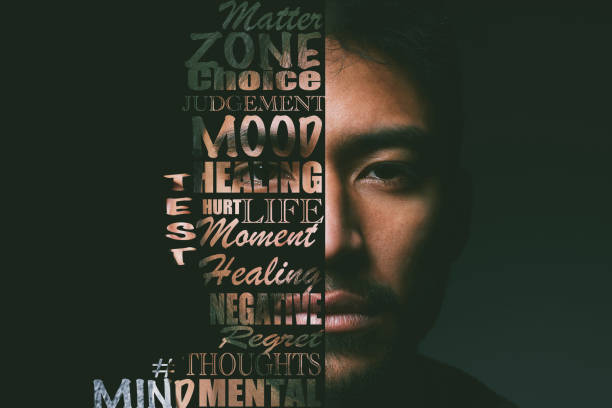 Matter
ZONE
Choice
JUDGEMENT
MOOD
HEALING
TEST
HURT LIFE
Moment
Healing
NEGATIVE
Regret
# THOUGHTS
MIND MENTAL